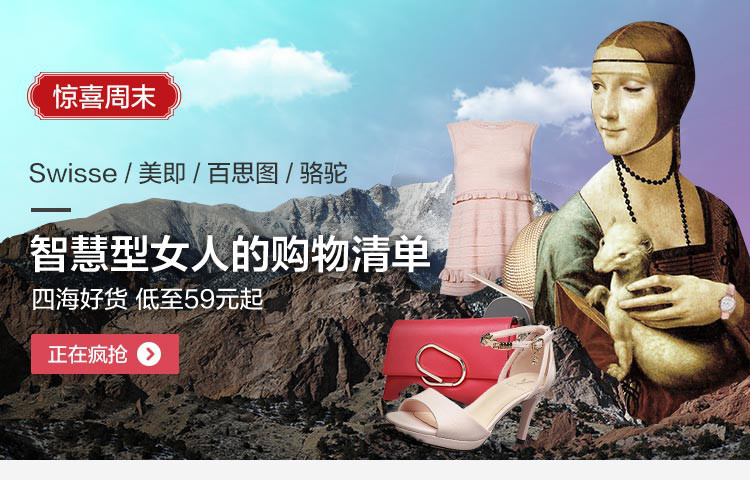 惊喜周末
Swisse / 美即 / 百思图 / 骆驼
智慧型女人的购物清单
四海好货 低至59元起
正在疯抢